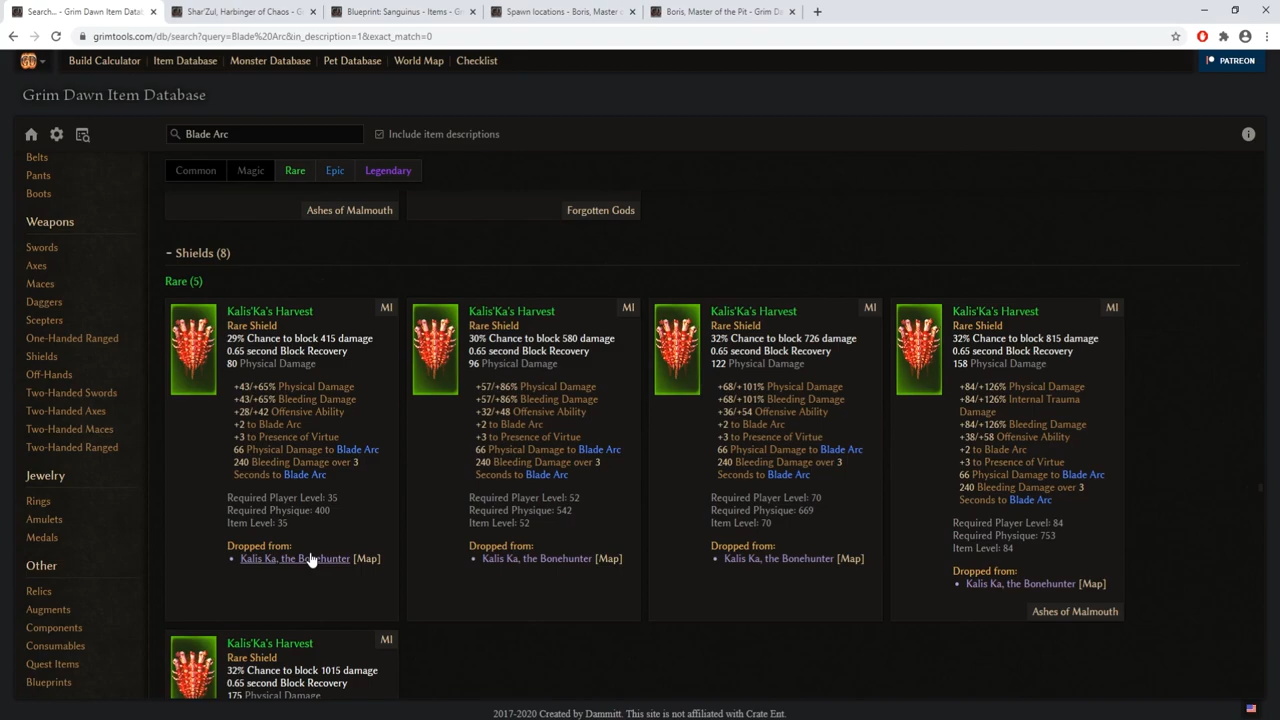 Search... - Grim Dawn Item Datab
Shar'Zul, Harbinger of Chaos - G
Blueprint: Sanguinus - Items - G
Spawn locations - Boris, Master
Boris, Master of the Pit - Grim D
grimtools.com/db/search?query=Blade%20Arc&in_description=1&exact_match=0
Build Calculator
Item Database
Monster Database
Pet Database
World Map
Checklist
PATREON
Grim Dawn Item Database
Blade Arc
Include item descriptions
Common
Magic
Rare
Epic
Legendary
Belts
Pants
Boots
Weapons
Swords
Axes
Maces
Daggers
Scepters
One-Handed Ranged
Shields
Off-Hands
Two-Handed Swords
Two-Handed Axes
Two-Handed Maces
Two-Handed Ranged
Jewelry
Rings
Amulets
Medals
Other
Relics
Augments
Components
Consumables
Quest Items
Blueprints
Ashes of Malmouth
Forgotten Gods
− Shields (8)
Rare (5)
MI
Kalis'Ka's Harvest
Rare Shield
29% Chance to block 415 damage
0.65 second Block Recovery
80 Physical Damage
+43/+65% Physical Damage
+43/+65% Bleeding Damage
+28/+42 Offensive Ability
+2 to Blade Arc
+3 to Presence of Virtue
66 Physical Damage to Blade Arc
240 Bleeding Damage over 3
Seconds to Blade Arc
Required Player Level: 35
Required Physique: 400
Item Level: 35
Dropped from:
• Kalis Ka, the Bonehunter [Map]
MI
Kalis'Ka's Harvest
Rare Shield
30% Chance to block 580 damage
0.65 second Block Recovery
96 Physical Damage
+57/+86% Physical Damage
+57/+86% Bleeding Damage
+32/+48 Offensive Ability
+2 to Blade Arc
+3 to Presence of Virtue
66 Physical Damage to Blade Arc
240 Bleeding Damage over 3
Seconds to Blade Arc
Required Player Level: 52
Required Physique: 542
Item Level: 52
Dropped from:
• Kalis Ka, the Bonehunter [Map]
MI
Kalis'Ka's Harvest
Rare Shield
32% Chance to block 726 damage
0.65 second Block Recovery
122 Physical Damage
+68/+101% Physical Damage
+68/+101% Bleeding Damage
+36/+54 Offensive Ability
+2 to Blade Arc
+3 to Presence of Virtue
66 Physical Damage to Blade Arc
240 Bleeding Damage over 3
Seconds to Blade Arc
Required Player Level: 70
Required Physique: 669
Item Level: 70
Dropped from:
• Kalis Ka, the Bonehunter [Map]
MI
Kalis'Ka's Harvest
Rare Shield
32% Chance to block 815 damage
0.65 second Block Recovery
158 Physical Damage
+84/+126% Physical Damage
+84/+126% Internal Trauma
Damage
+84/+126% Bleeding Damage
+38/+58 Offensive Ability
+2 to Blade Arc
+3 to Presence of Virtue
66 Physical Damage to Blade Arc
240 Bleeding Damage over 3
Seconds to Blade Arc
Required Player Level: 84
Required Physique: 753
Item Level: 84
Dropped from:
• Kalis Ka, the Bonehunter [Map]
Ashes of Malmouth
MI
Kalis'Ka's Harvest
Rare Shield
32% Chance to block 1015 damage
0.65 second Block Recovery
175 Physical Damage
2017-2020 Created by Dammitt. This site is not affiliated with Crate Ent.